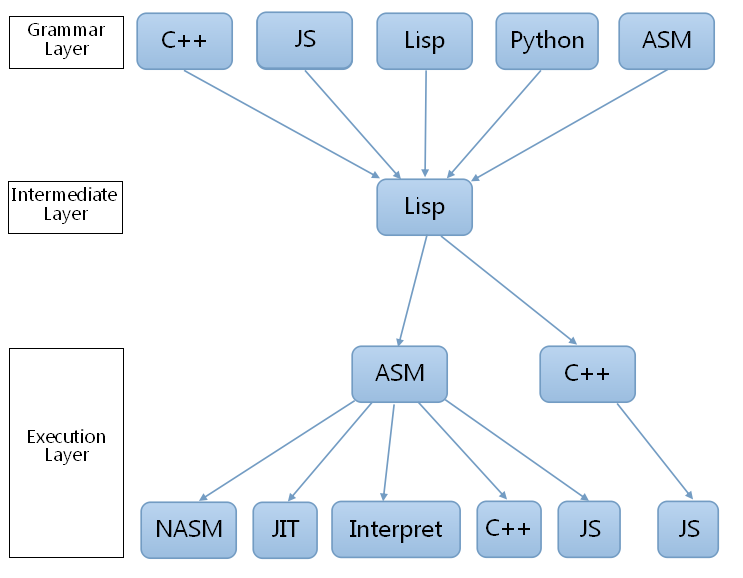 Grammar
Layer
C++
JS
Lisp
Python
ASM
Intermediate
Layer
Lisp
Execution
Layer
ASM
C++
NASM
JIT
Interpret
C++
JS
JS